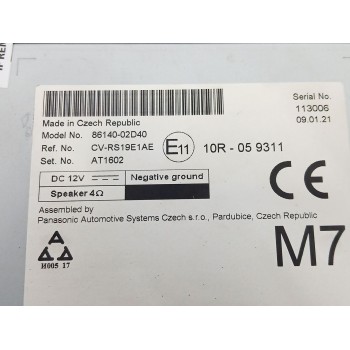 Serial No.
113006
09.01.21
Made in Czech Republic
Model No. 86140-02D40
Ref. No. CV-RS19E1AE
Set. No. AT1602
E11 10R - 05 9311
DC 12V Negative ground
Speaker 4Ω
CE
Assembled by
Panasonic Automotive Systems Czech s.r.o., Pardubice, Czech Republic
H005 17
M7